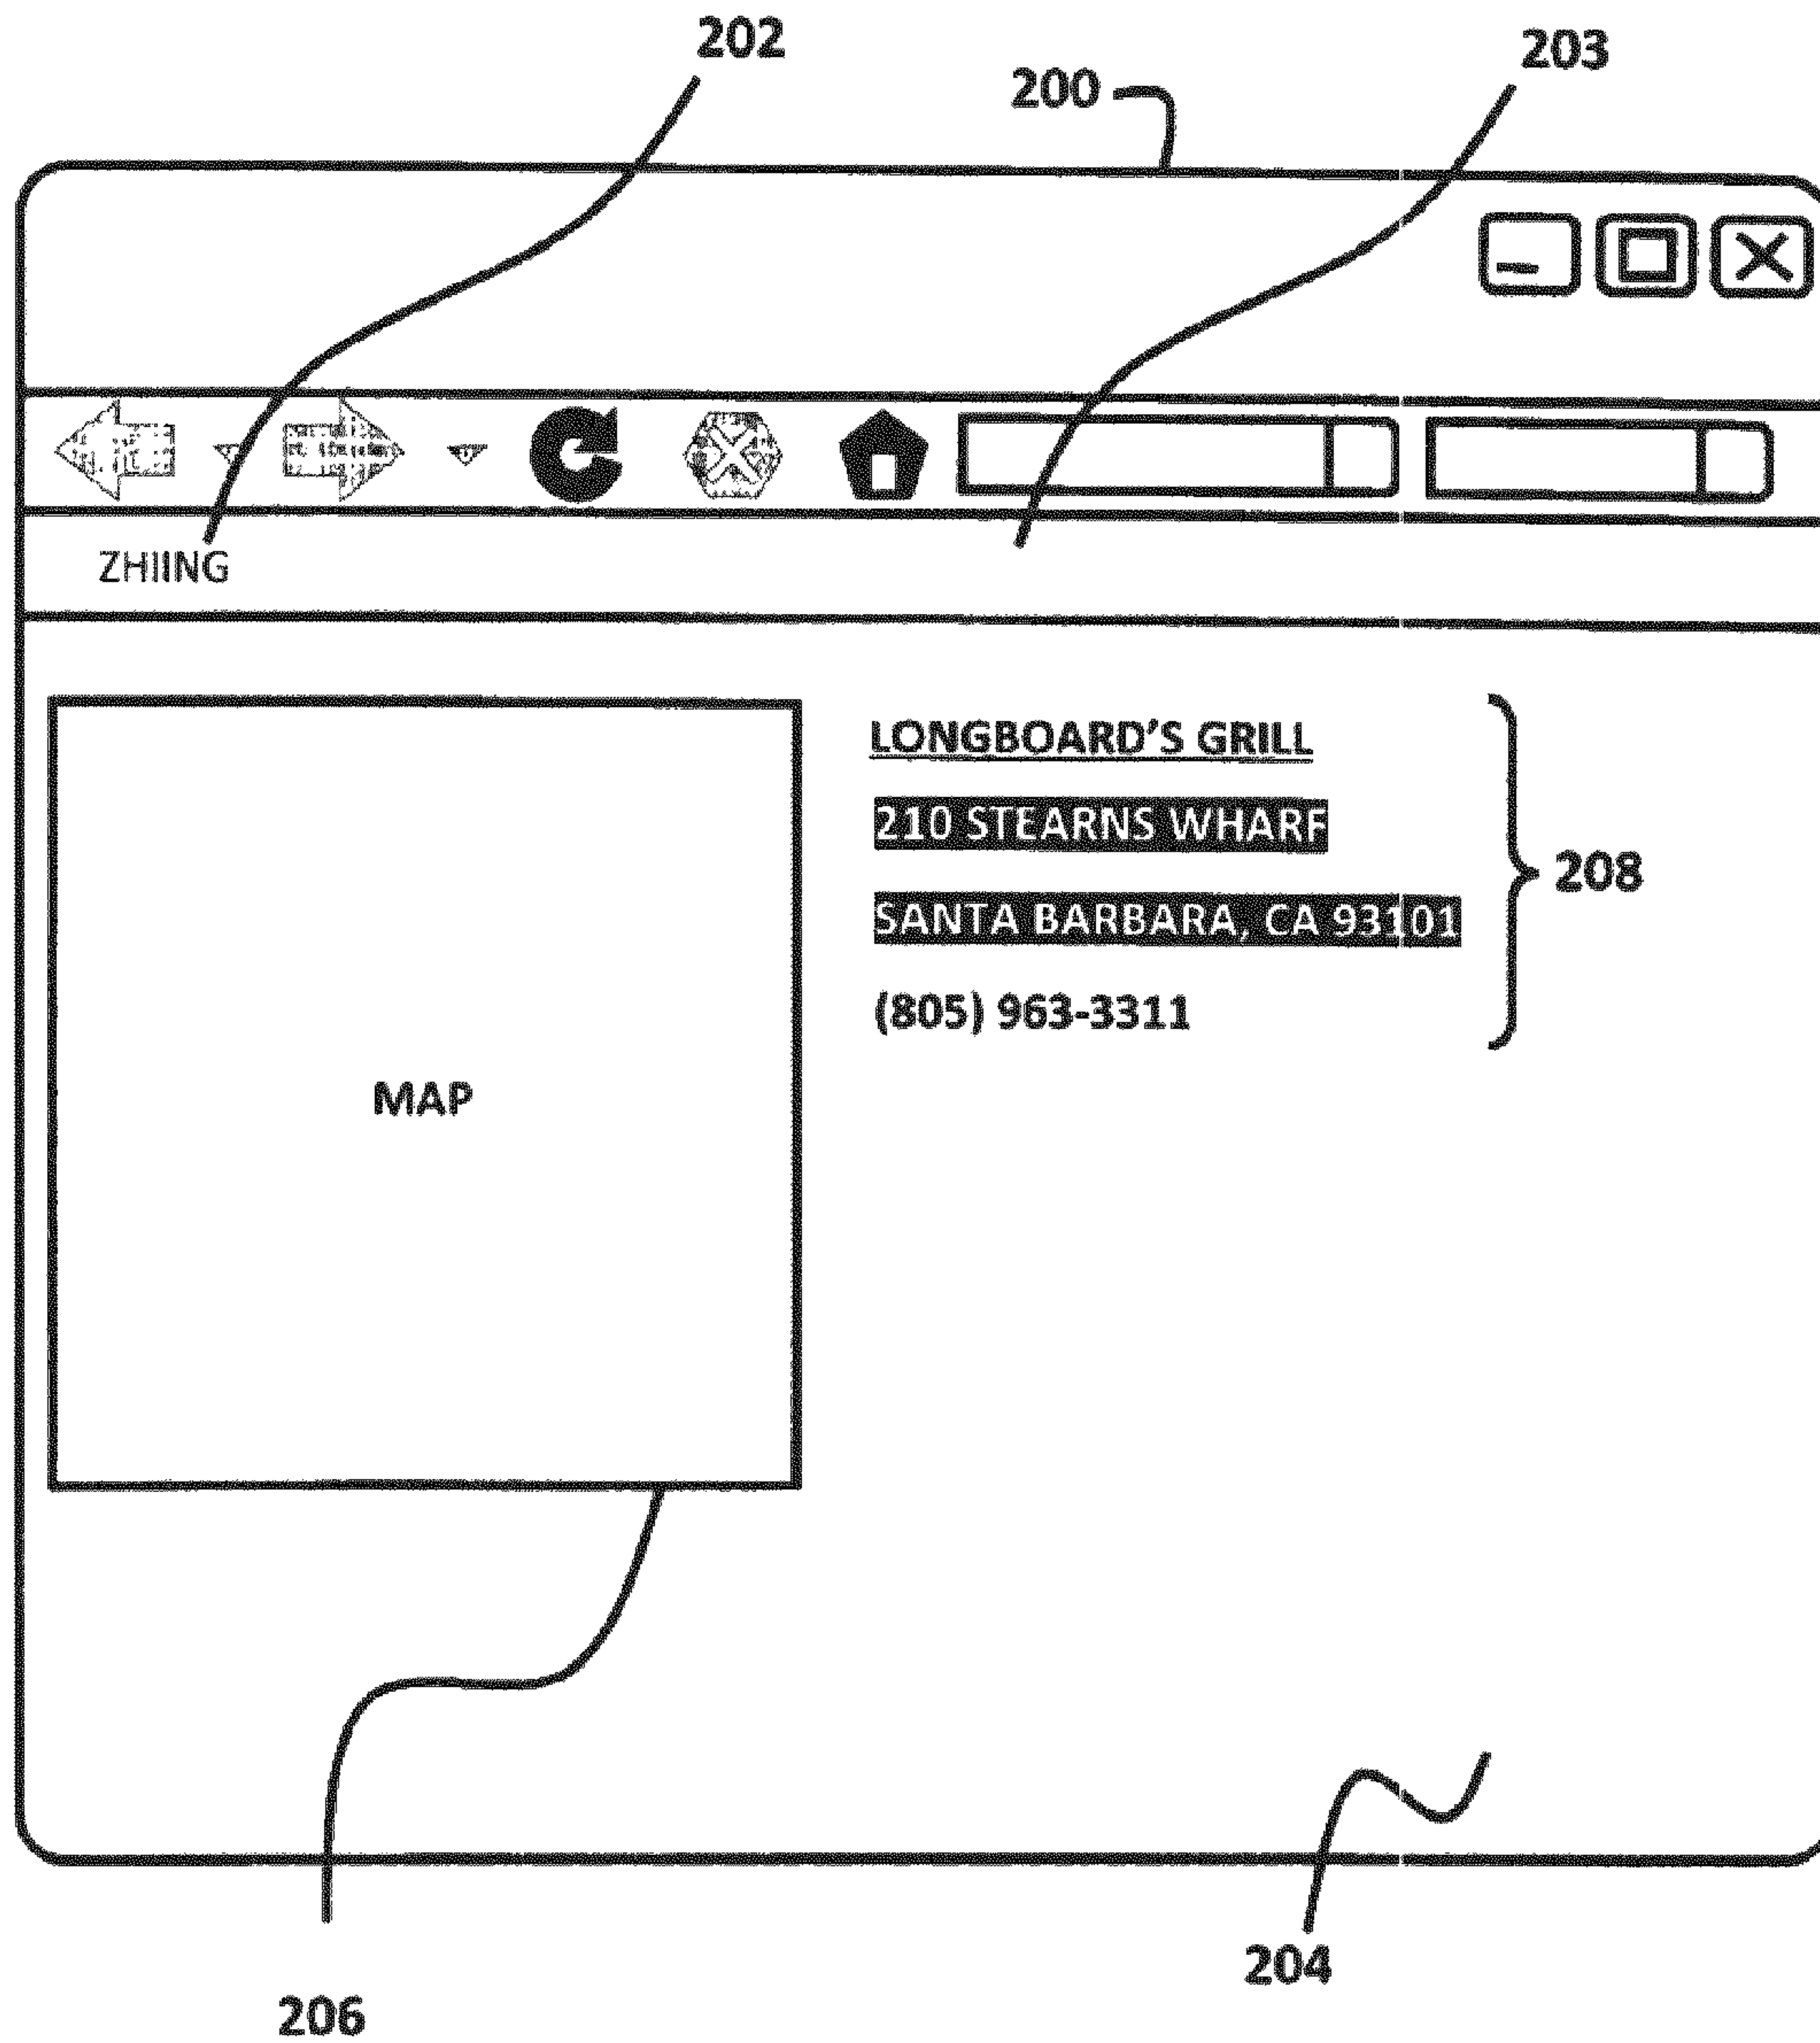 202
200
203
ZHIING
LONGBOARD'S GRILL
210 STEARNS WHARF
SANTA BARBARA, CA 93101
(805) 963-3311
208
MAP
204
206